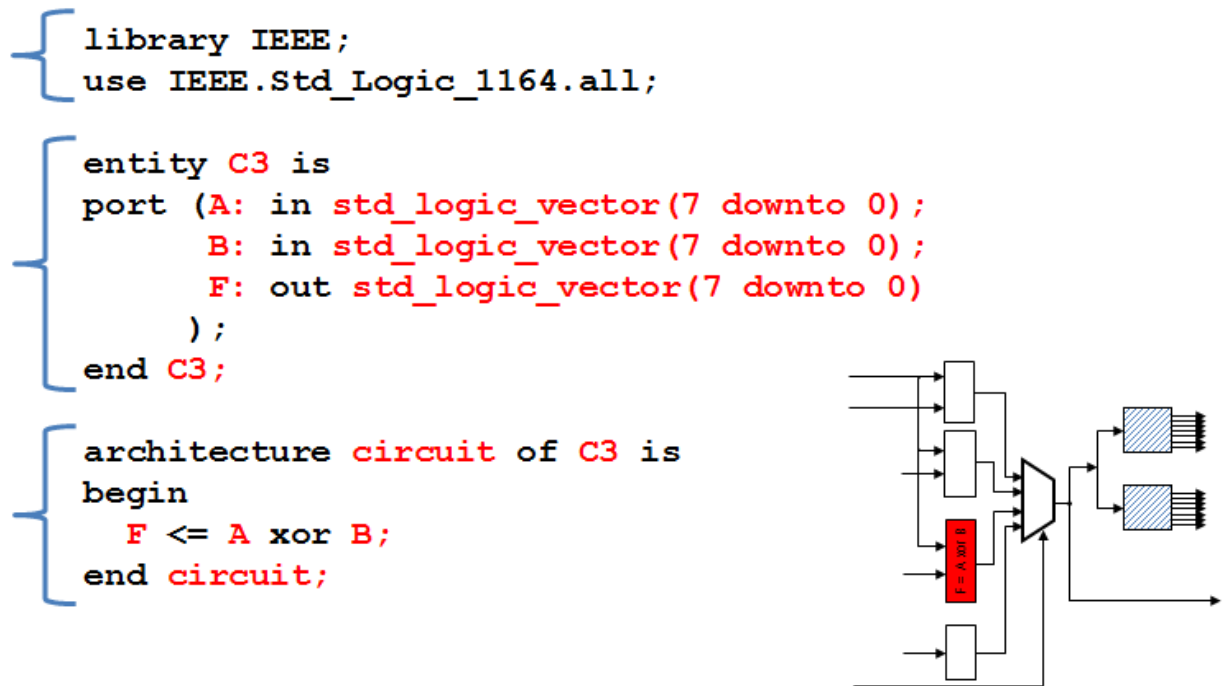 library IEEE;
use IEEE.Std_Logic_1164.all;
entity C3 is
port (A: in std_logic_vector(7 downto 0);
B: in std_logic_vector(7 downto 0);
F: out std_logic_vector(7 downto 0)
);
end C3;
architecture circuit of C3 is
begin
F <= A xor B;
end circuit;
F = A xor B